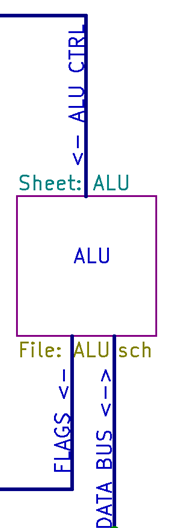 <- ALU CTRL
Sheet: ALU
ALU
File: ALU.sch
FLAGS <-
DATA BUS <->